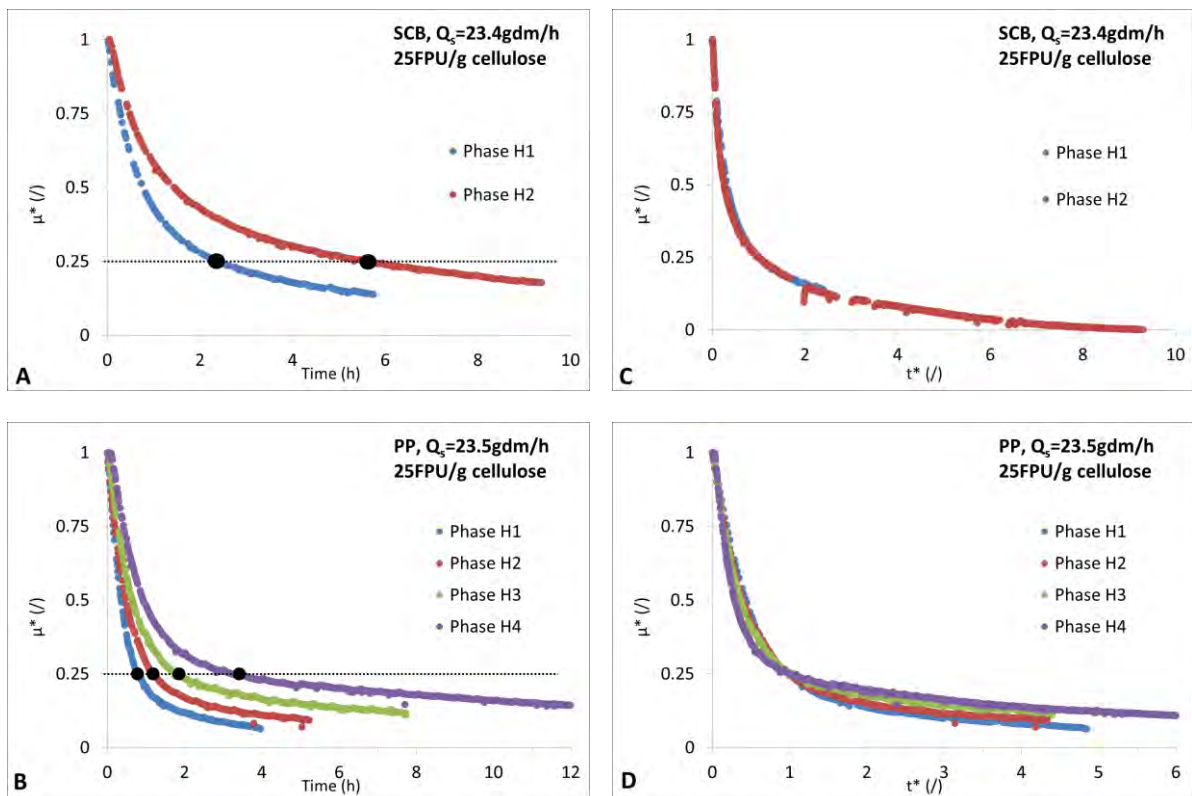 SCB, Qs=23.4gdm/h
25FPU/g cellulose
1
0.75
0.5
0.25
0
μ* (/)
Phase H1
Phase H2
0 2 4 6 8 10
Time (h)
A
SCB, Qs=23.4gdm/h
25FPU/g cellulose
1
0.75
0.5
0.25
0
μ* (/)
Phase H1
Phase H2
0 2 4 6 8 10
t* (/)
C
PP, Qs=23.5gdm/h
25FPU/g cellulose
1
0.75
0.5
0.25
0
μ* (/)
Phase H1
Phase H2
Phase H3
Phase H4
0 2 4 6 8 10 12
Time (h)
B
PP, Qs=23.5gdm/h
25FPU/g cellulose
1
0.75
0.5
0.25
0
μ* (/)
Phase H1
Phase H2
Phase H3
Phase H4
0 1 2 3 4 5 6
t* (/)
D